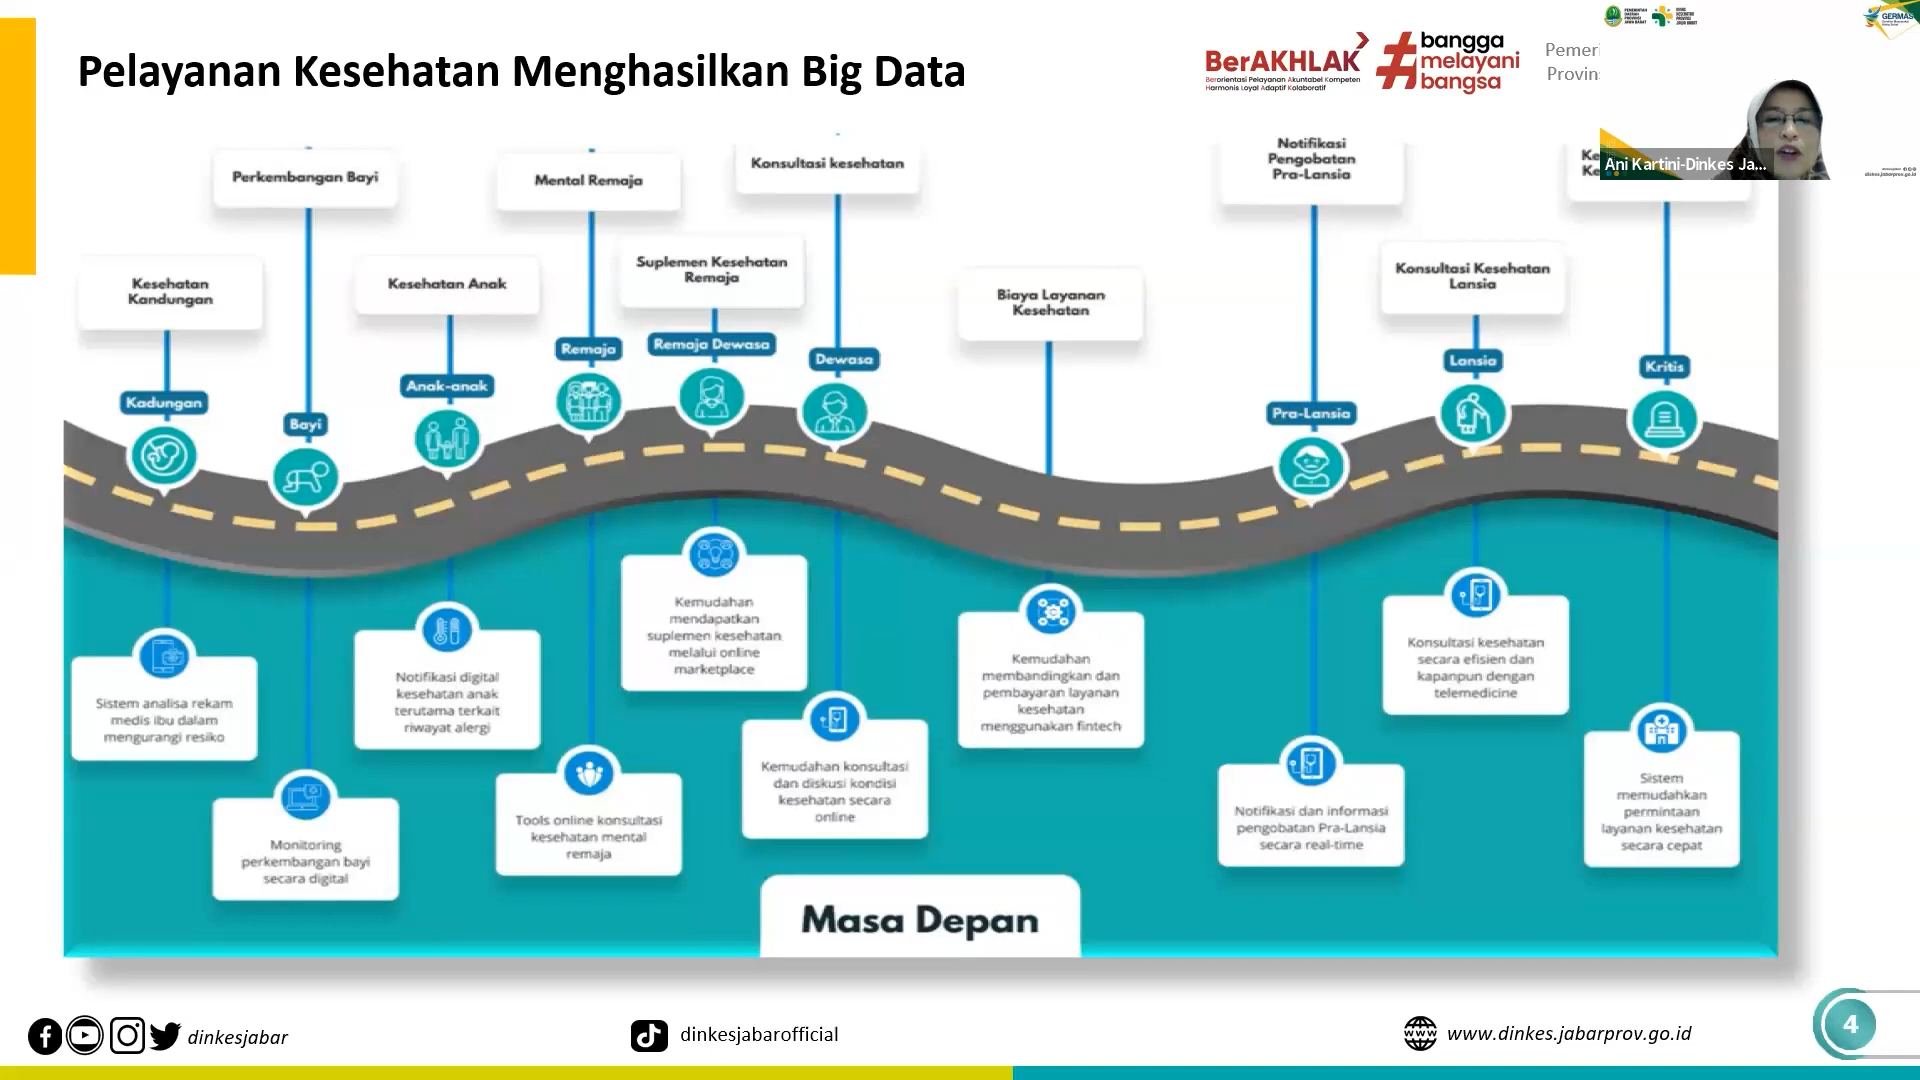 Pelayanan Kesehatan Menghasilkan Big Data
BerAKHLAK
Berorientasi Pelayanan Akuntabel Kompeten
Harmonis Loyal Adaptif Kolaboratif
#bangga
melayani
bangsa
GERMAS
Ani Kartini-Dinkes Ja...
Kesehatan
Kandungan
Perkembangan Bayi
Kesehatan Anak
Mental Remaja
Suplemen Kesehatan
Remaja
Konsultasi kesehatan
Biaya Layanan
Kesehatan
Notifikasi
Pengobatan
Pra-Lansia
Konsultasi Kesehatan
Lansia
Kadungan
Bayi
Anak-anak
Remaja
Remaja Dewasa
Dewasa
Pra-Lansia
Lansia
Kritis
Sistem analisa rekam
medis ibu dalam
mengurangi resiko
Monitoring
perkembangan bayi
secara digital
Notifikasi digital
kesehatan anak
terutama terkait
riwayat alergi
Tools online konsultasi
kesehatan mental
remaja
Kemudahan
mendapatkan
suplemen kesehatan
melalui online
marketplace
Kemudahan konsultasi
dan diskusi kondisi
kesehatan secara
online
Kemudahan
membandingkan dan
pembayaran layanan
kesehatan
menggunakan fintech
Notifikasi dan informasi
pengobatan Pra-Lansia
secara real-time
Konsultasi kesehatan
secara efisien dan
kapanpun dengan
telemedicine
Sistem
memudahkan
permintaan
layanan kesehatan
secara cepat
Masa Depan
dinkesjabar
dinkesjabarofficial
WWW
www.dinkes.jabarprov.go.id
4